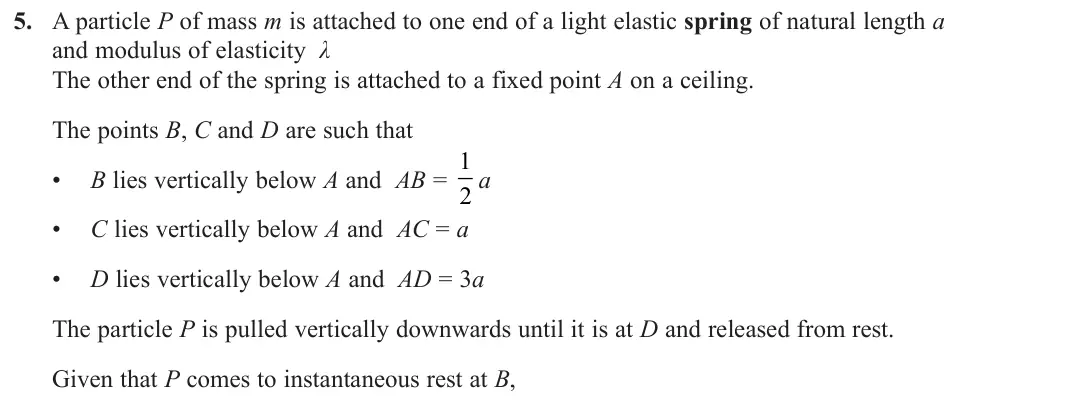 5. A particle P of mass m is attached to one end of a light elastic spring of natural length a
and modulus of elasticity λ
The other end of the spring is attached to a fixed point A on a ceiling.
The points B, C and D are such that
• B lies vertically below A and AB = 1/2 a
• C lies vertically below A and AC = a
• D lies vertically below A and AD = 3a
The particle P is pulled vertically downwards until it is at D and released from rest.
Given that P comes to instantaneous rest at B,